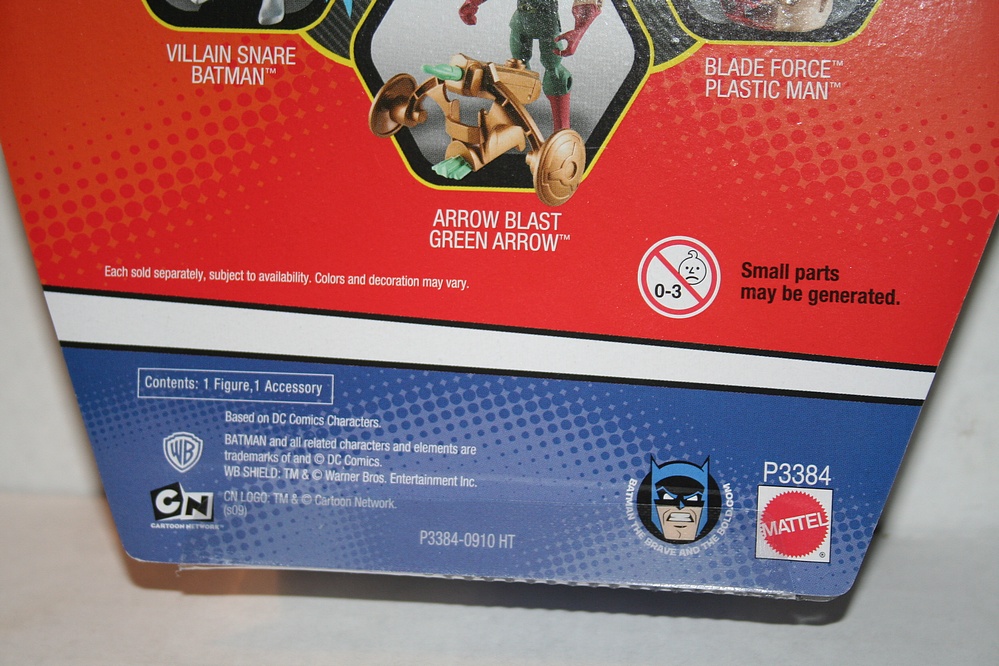 VILLAIN SNARE
BATMAN™
BLADE FORCE™
PLASTIC MAN™
ARROW BLAST
GREEN ARROW™
Each sold separately, subject to availability. Colors and decoration may vary.
0-3
Small parts
may be generated.
Contents: 1 Figure,1 Accessory
Based on DC Comics Characters.
WB
BATMAN and all related characters and elements are
trademarks of and © DC Comics.
WB SHIELD: TM & © Warner Bros. Entertainment Inc.
CN
CARTOON NETWORK™
CN LOGO: TM & © Cartoon Network.
(s09)
P3384-0910 HT
BATMAN THE BRAVE AND THE BOLD.COM
P3384
MATTEL
®